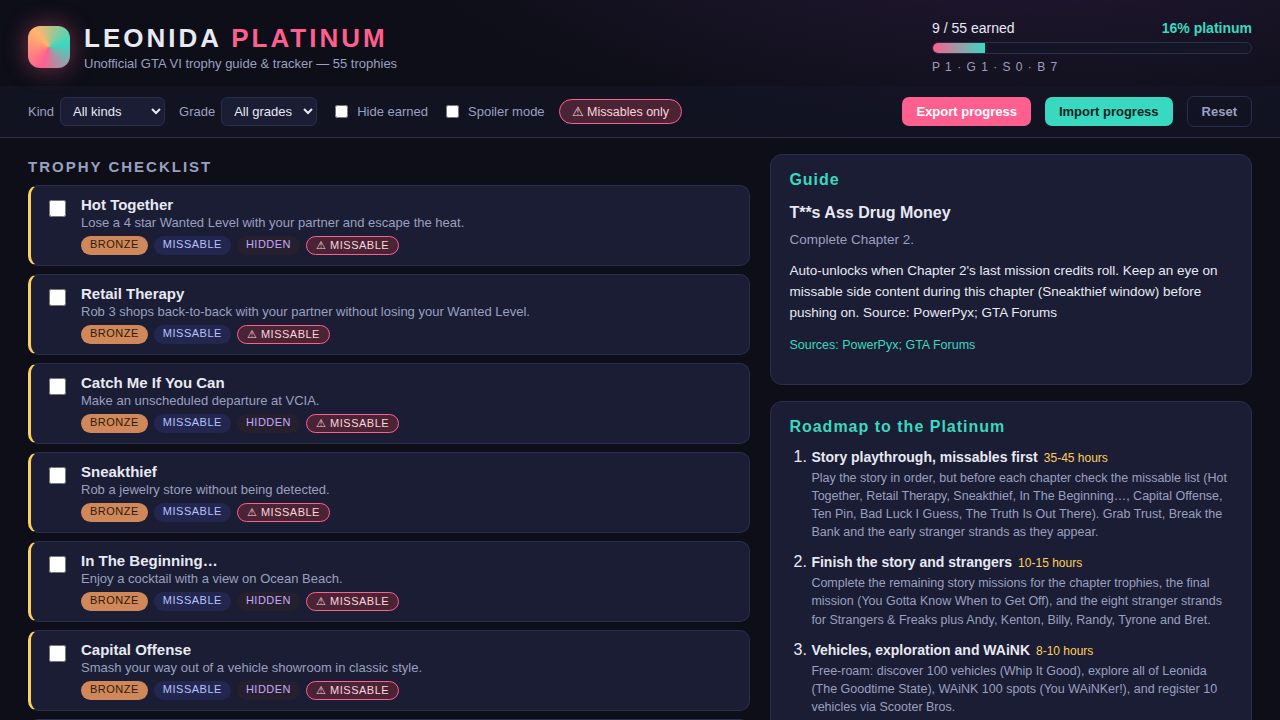 LEONIDA PLATINUM
Unofficial GTA VI trophy guide & tracker — 55 trophies
9 / 55 earned
16% platinum
P 1 · G 1 · S 0 · B 7
Kind All kinds Grade All grades Hide earned Spoiler mode ⚠ Missables only Export progress Import progress Reset
TROPHY CHECKLIST
Hot Together
Lose a 4 star Wanted Level with your partner and escape the heat.
BRONZE MISSABLE HIDDEN ⚠ MISSABLE
Retail Therapy
Rob 3 shops back-to-back with your partner without losing your Wanted Level.
BRONZE MISSABLE ⚠ MISSABLE
Catch Me If You Can
Make an unscheduled departure at VCIA.
BRONZE MISSABLE HIDDEN ⚠ MISSABLE
Sneakthief
Rob a jewelry store without being detected.
BRONZE MISSABLE ⚠ MISSABLE
In The Beginning…
Enjoy a cocktail with a view on Ocean Beach.
BRONZE MISSABLE HIDDEN ⚠ MISSABLE
Capital Offense
Smash your way out of a vehicle showroom in classic style.
BRONZE MISSABLE HIDDEN ⚠ MISSABLE
Guide
T**s Ass Drug Money
Complete Chapter 2.
Auto-unlocks when Chapter 2's last mission credits roll. Keep an eye on
missable side content during this chapter (Sneakthief window) before
pushing on. Source: PowerPyx; GTA Forums
Sources: PowerPyx; GTA Forums
Roadmap to the Platinum
1. Story playthrough, missables first 35-45 hours
Play the story in order, but before each chapter check the missable list (Hot
Together, Retail Therapy, Sneakthief, In The Beginning…, Capital Offense,
Ten Pin, Bad Luck I Guess, The Truth Is Out There). Grab Trust, Break the
Bank and the early stranger strands as they appear.
2. Finish the story and strangers 10-15 hours
Complete the remaining story missions for the chapter trophies, the final
mission (You Gotta Know When to Get Off), and the eight stranger strands
for Strangers & Freaks plus Andy, Kenton, Billy, Randy, Tyrone and Bret.
3. Vehicles, exploration and WAiNK 8-10 hours
Free-roam: discover 100 vehicles (Whip It Good), explore all of Leonida
(The Goodtime State), WAiNK 100 spots (You WAiNKer!), and register 10
vehicles via Scooter Bros.